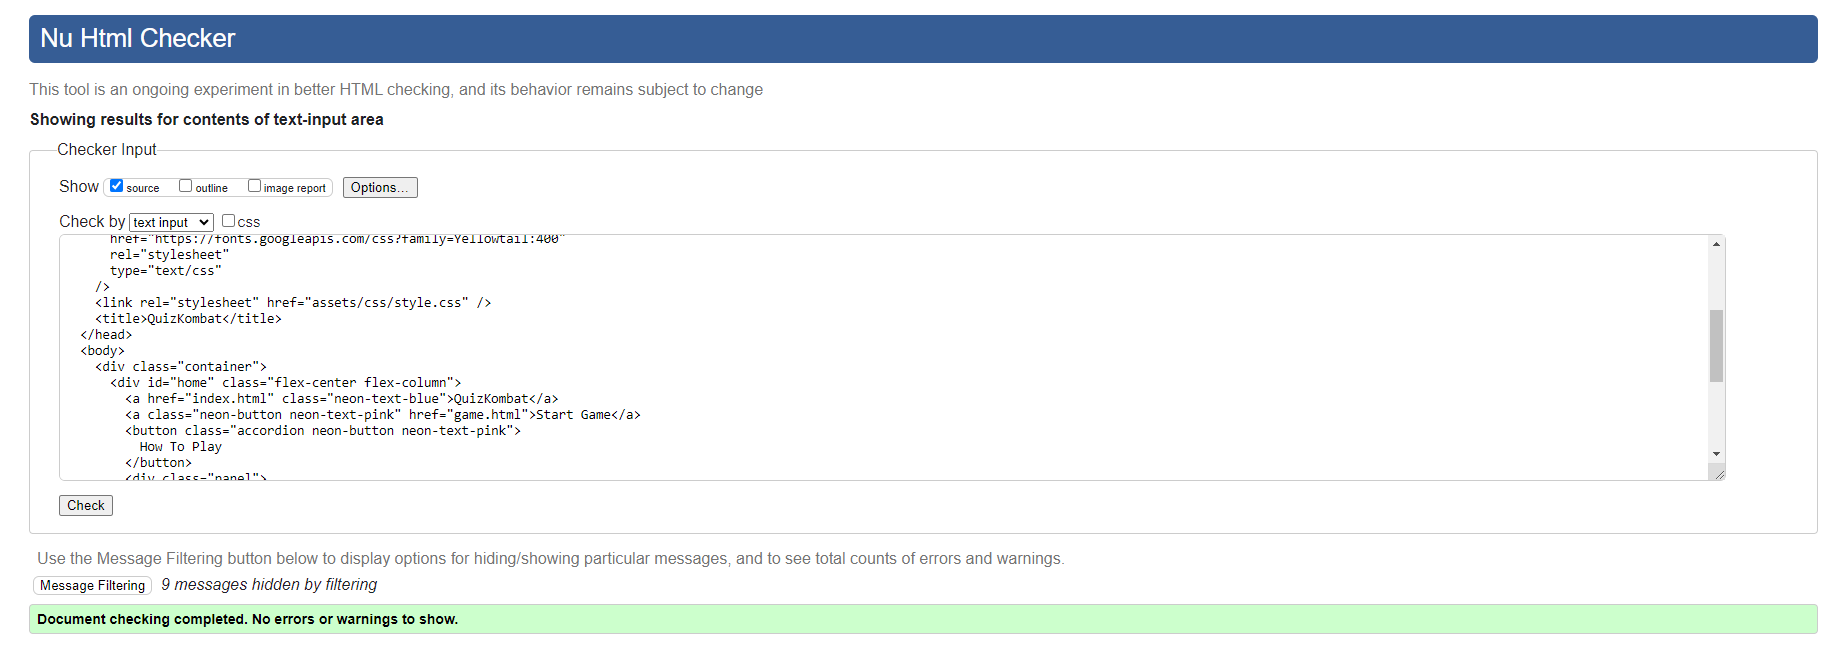 Nu Html Checker
This tool is an ongoing experiment in better HTML checking, and its behavior remains subject to change
Showing results for contents of text-input area
Checker Input
Show source outline image report Options...
Check by text input css
href="https://fonts.googleapis.com/css?family=Yellowtail:400"
rel="stylesheet"
type="text/css"
/>
<link rel="stylesheet" href="assets/css/style.css" />
<title>QuizKombat</title>
</head>
<body>
<div class="container">
<div id="home" class="flex-center flex-column">
<a href="index.html" class="neon-text-blue">QuizKombat</a>
<a class="neon-button neon-text-pink" href="game.html">Start Game</a>
<button class="accordion neon-button neon-text-pink">
How To Play
</button>
<div class="panel">
Check
Use the Message Filtering button below to display options for hiding/showing particular messages, and to see total counts of errors and warnings.
Message Filtering 9 messages hidden by filtering
Document checking completed. No errors or warnings to show.